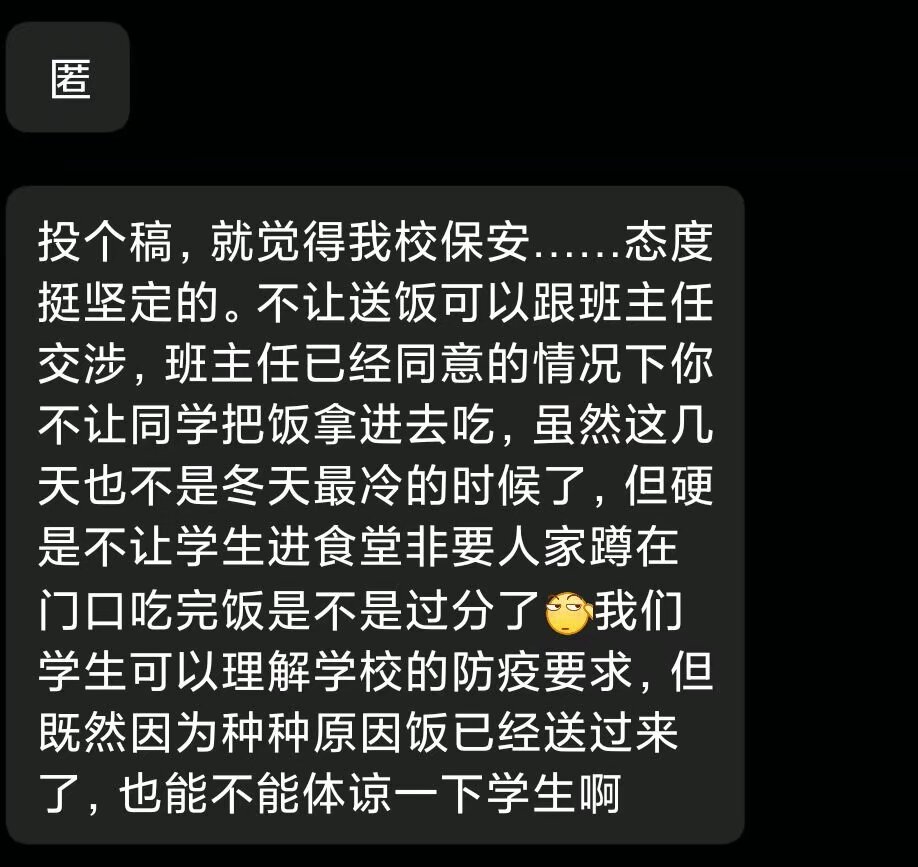 匿
投个稿，就觉得我校保安......态度
挺坚定的。不让送饭可以跟班主任
交涉，班主任已经同意的情况下你
不让同学把饭拿进去吃，虽然这几
天也不是冬天最冷的时候了，但硬
是不让学生进食堂非要人家蹲在
门口吃完饭是不是过分了我们
学生可以理解学校的防疫要求，但
既然因为种种原因饭已经送过来
了，也能不能体谅一下学生啊